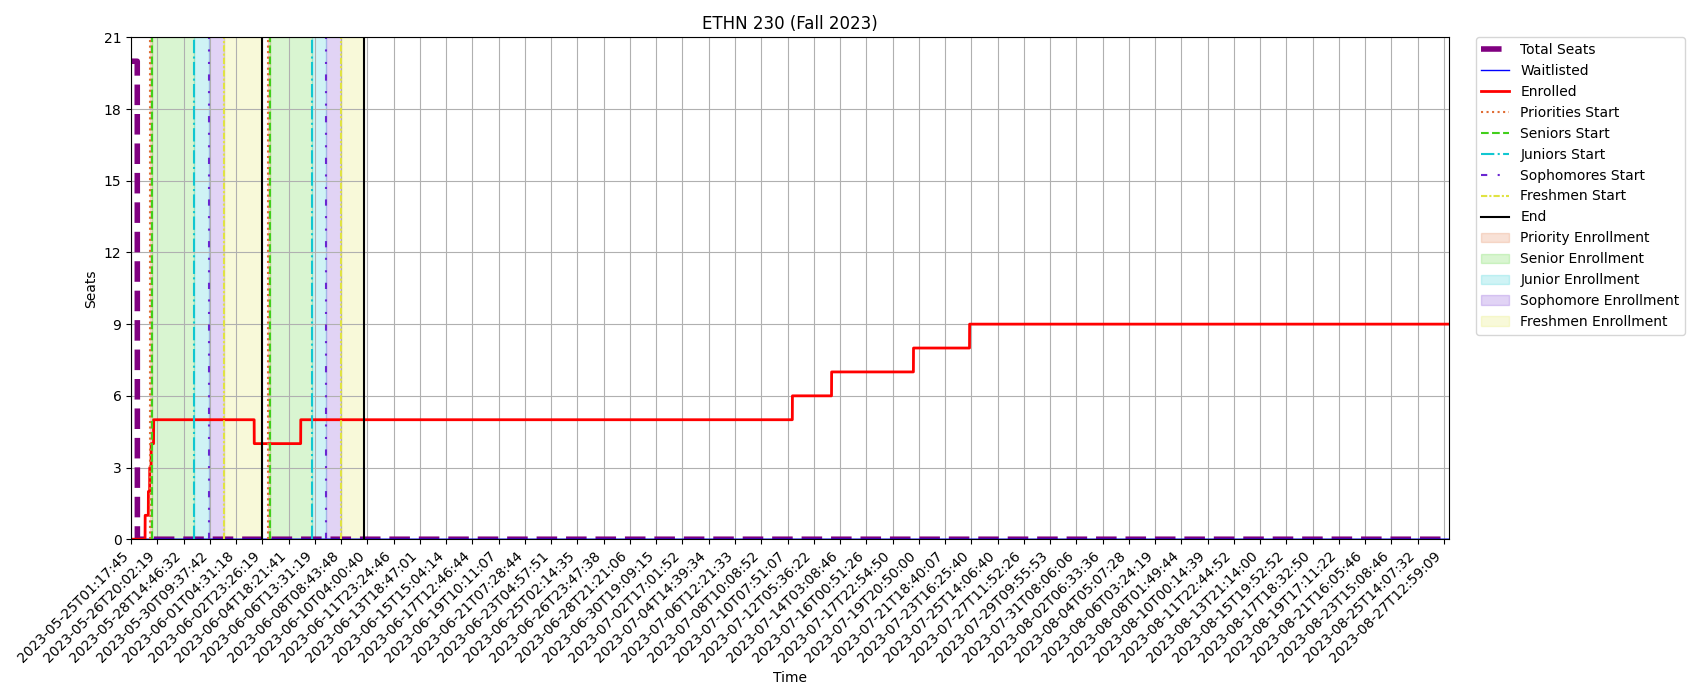 ETHN 230 (Fall 2023)
21
18
15
12
9
6
3
0
Seats
2023-05-25T01:17:45
2023-05-26T20:02:19
2023-05-28T14:46:32
2023-05-30T09:37:42
2023-06-01T04:31:18
2023-06-02T23:26:19
2023-06-04T18:21:41
2023-06-06T13:31:19
2023-06-08T08:43:48
2023-06-10T04:00:40
2023-06-11T23:24:46
2023-06-13T18:47:01
2023-06-15T15:04:14
2023-06-17T12:46:44
2023-06-19T10:11:07
2023-06-21T07:28:44
2023-06-23T04:57:51
2023-06-25T02:14:35
2023-06-26T23:47:38
2023-06-28T21:21:06
2023-06-30T19:09:15
2023-07-02T17:01:52
2023-07-04T14:39:34
2023-07-06T12:21:33
2023-07-08T10:08:52
2023-07-10T07:51:07
2023-07-12T05:36:22
2023-07-14T03:08:46
2023-07-16T00:51:26
2023-07-17T22:54:50
2023-07-19T20:50:00
2023-07-21T18:40:07
2023-07-23T16:25:40
2023-07-25T14:06:40
2023-07-27T11:52:26
2023-07-29T09:55:53
2023-07-31T08:06:06
2023-08-02T06:33:36
2023-08-04T05:07:28
2023-08-06T03:24:19
2023-08-08T01:49:44
2023-08-10T00:14:39
2023-08-11T22:44:52
2023-08-13T21:14:00
2023-08-15T19:52:52
2023-08-17T18:32:50
2023-08-19T17:11:22
2023-08-21T16:05:46
2023-08-23T15:08:46
2023-08-25T14:07:32
2023-08-27T12:59:09
Time
Total Seats
Waitlisted
Enrolled
Priorities Start
Seniors Start
Juniors Start
Sophomores Start
Freshmen Start
End
Priority Enrollment
Senior Enrollment
Junior Enrollment
Sophomore Enrollment
Freshmen Enrollment